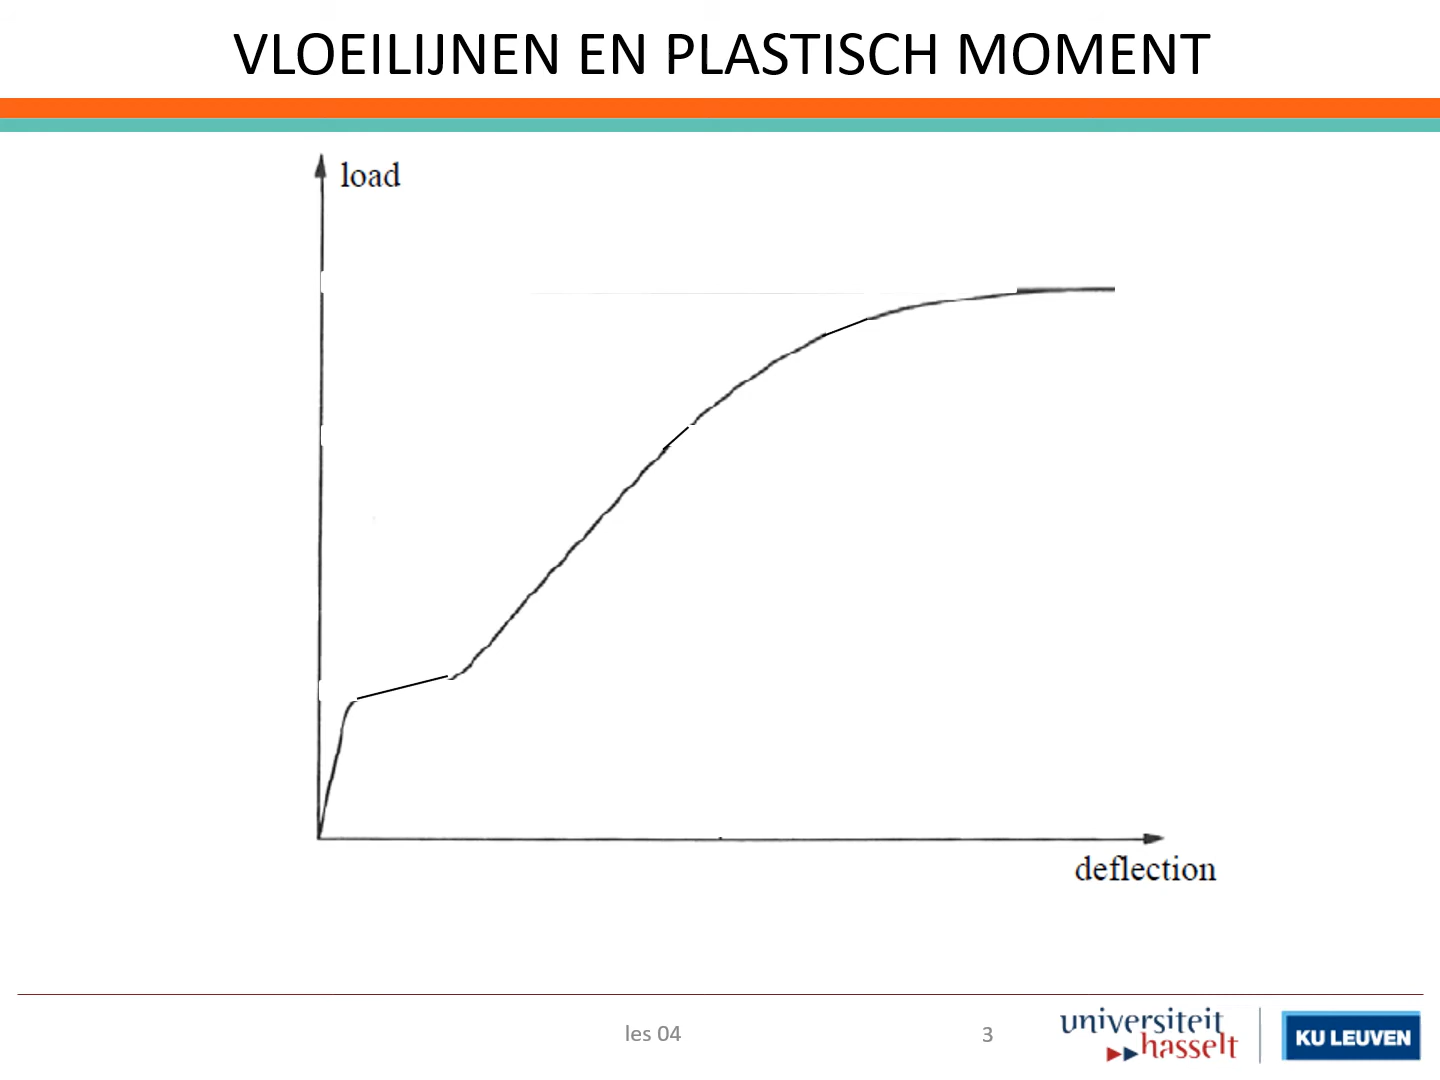 VLOEILIJNEN EN PLASTISCH MOMENT
load
deflection
les 04
3
universiteit
hasselt
KU LEUVEN